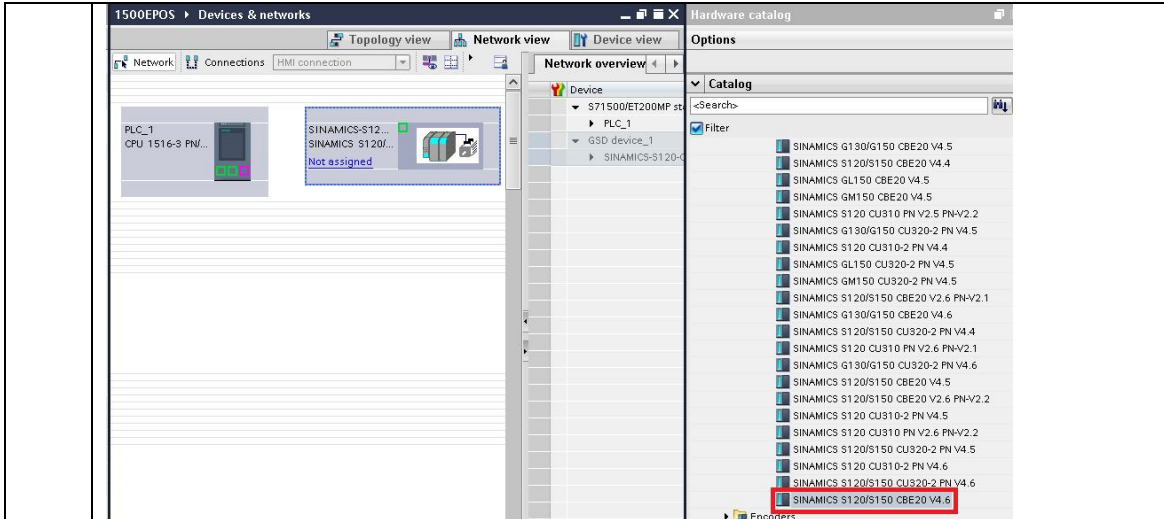 1500EPOS ▸ Devices & networks
Topology view
Network view
Device view
Network
Connections
HMI connection
PLC_1
CPU 1516-3 PN/...
SINAMICS-S12...
SINAMICS S120/...
Not assigned
Network overview
Device
S71500/ET200MP st
PLC_1
GSD device_1
SINAMICS-S120-C
Hardware catalog
Options
Catalog
<Search>
Filter
SINAMICS G130/G150 CBE20 V4.5
SINAMICS S120/S150 CBE20 V4.4
SINAMICS GL150 CBE20 V4.5
SINAMICS GM150 CBE20 V4.5
SINAMICS S120 CU310 PN V2.5 PN-V2.2
SINAMICS G130/G150 CU320-2 PN V4.5
SINAMICS S120 CU310-2 PN V4.4
SINAMICS GL150 CU320-2 PN V4.5
SINAMICS GM150 CU320-2 PN V4.5
SINAMICS S120/S150 CBE20 V2.6 PN-V2.1
SINAMICS G130/G150 CBE20 V4.6
SINAMICS S120/S150 CU320-2 PN V4.4
SINAMICS S120 CU310 PN V2.6 PN-V2.1
SINAMICS G130/G150 CU320-2 PN V4.6
SINAMICS S120/S150 CBE20 V4.5
SINAMICS S120/S150 CBE20 V2.6 PN-V2.2
SINAMICS S120 CU310-2 PN V4.5
SINAMICS S120 CU310 PN V2.6 PN-V2.2
SINAMICS S120/S150 CU320-2 PN V4.5
SINAMICS S120 CU310-2 PN V4.6
SINAMICS S120/S150 CU320-2 PN V4.6
SINAMICS S120/S150 CBE20 V4.6
Encoders